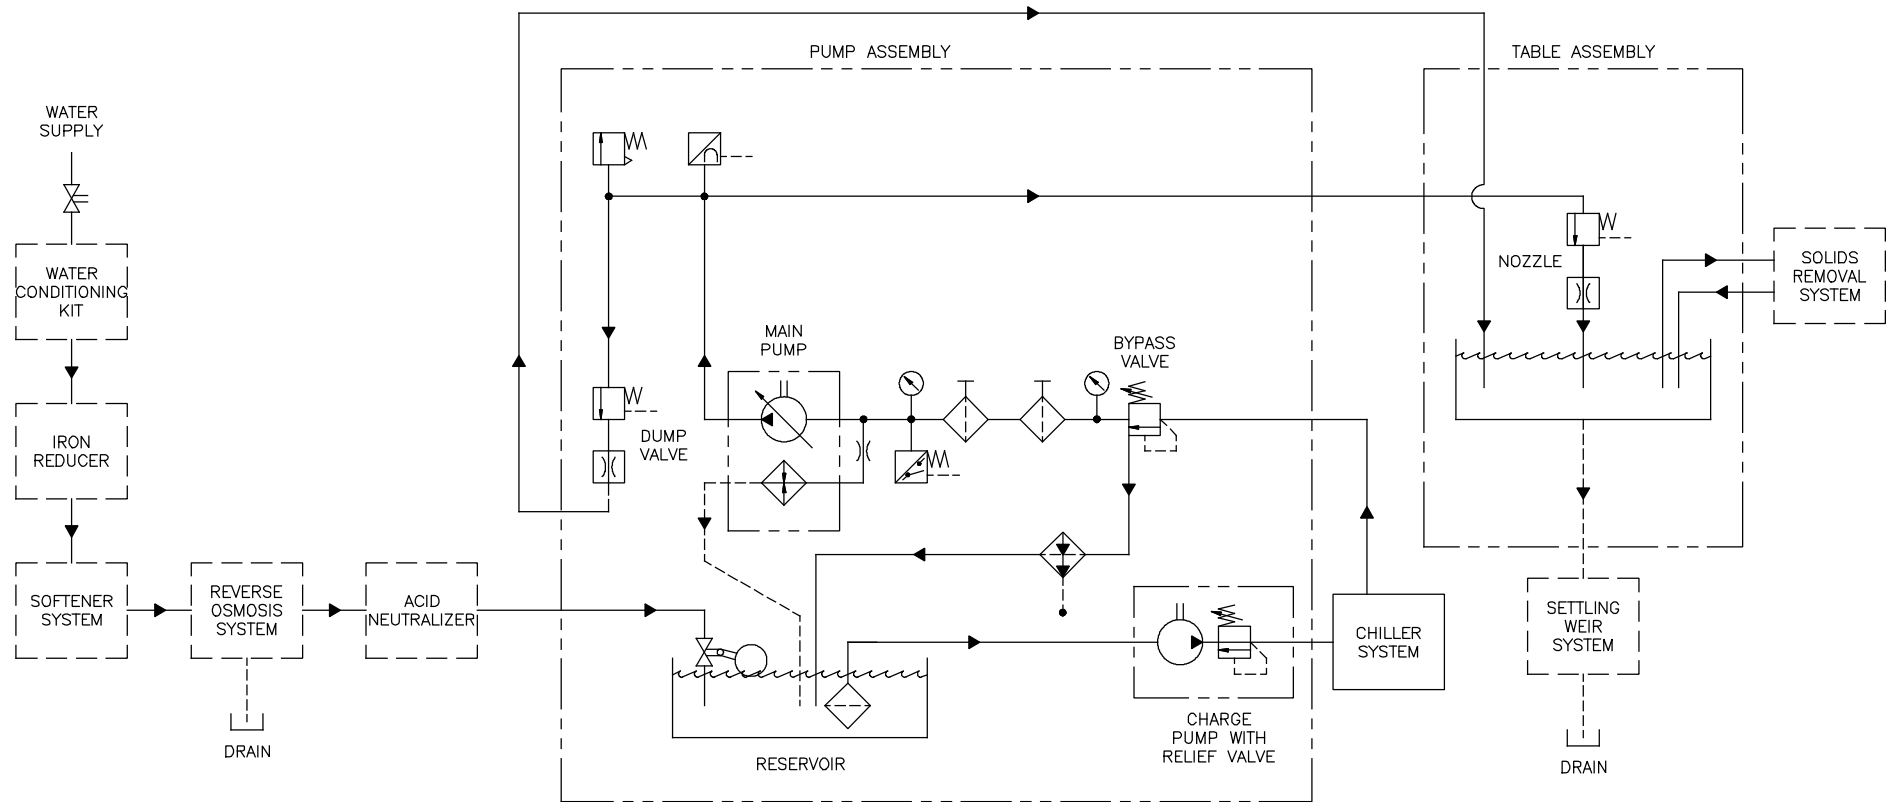 PUMP ASSEMBLY
TABLE ASSEMBLY
WATER
SUPPLY
WATER
CONDITIONING
KIT
IRON
REDUCER
SOFTENER
SYSTEM
REVERSE
OSMOSIS
SYSTEM
DRAIN
ACID
NEUTRALIZER
DUMP
VALVE
MAIN
PUMP
BYPASS
VALVE
RESERVOIR
CHARGE
PUMP WITH
RELIEF VALVE
CHILLER
SYSTEM
NOZZLE
SOLIDS
REMOVAL
SYSTEM
SETTLING
WEIR
SYSTEM
DRAIN